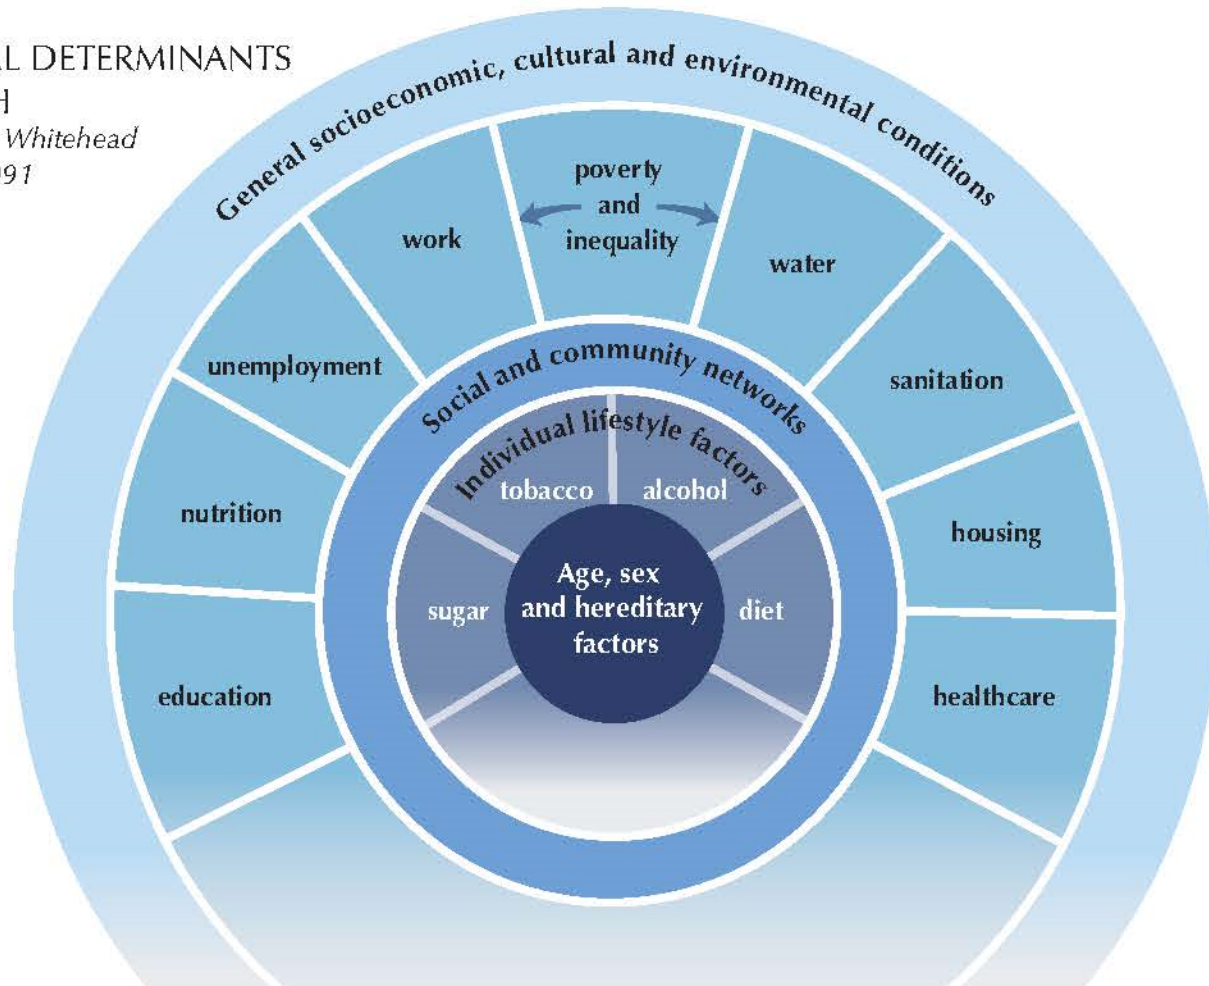 DETERMINANTS
Whitehead
General socioeconomic, cultural and environmental conditions
poverty
and
inequality
work
water
unemployment
sanitation
nutrition
housing
education
healthcare
Social and community networks
Individual lifestyle factors
tobacco
alcohol
sugar
diet
Age, sex
and hereditary
factors